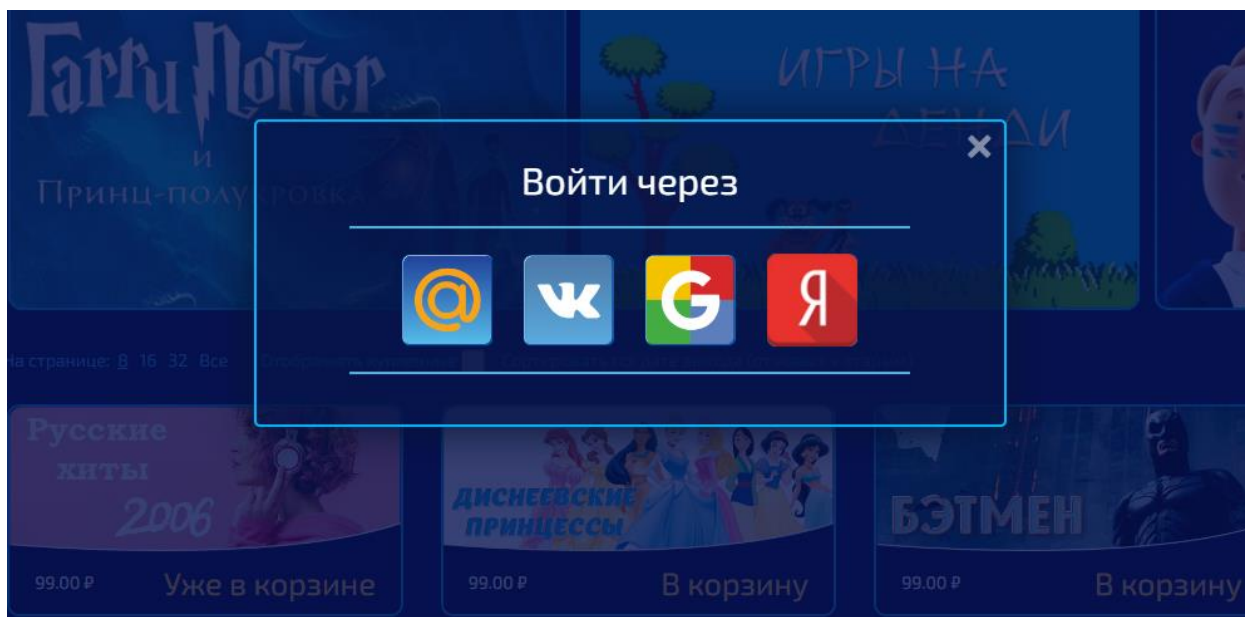 Гарри Поттер
и
Принц-полукровка
ИГРЫ НА
ДЕНДИ
Войти через
На странице: 8 16 32 Все
Русские
хиты
2006
ДИСНЕЕВСКИЕ
ПРИНЦЕССЫ
БЭТМЕН
99.00 ₽ Уже в корзине
99.00 ₽ В корзину
99.00 ₽ В корзину